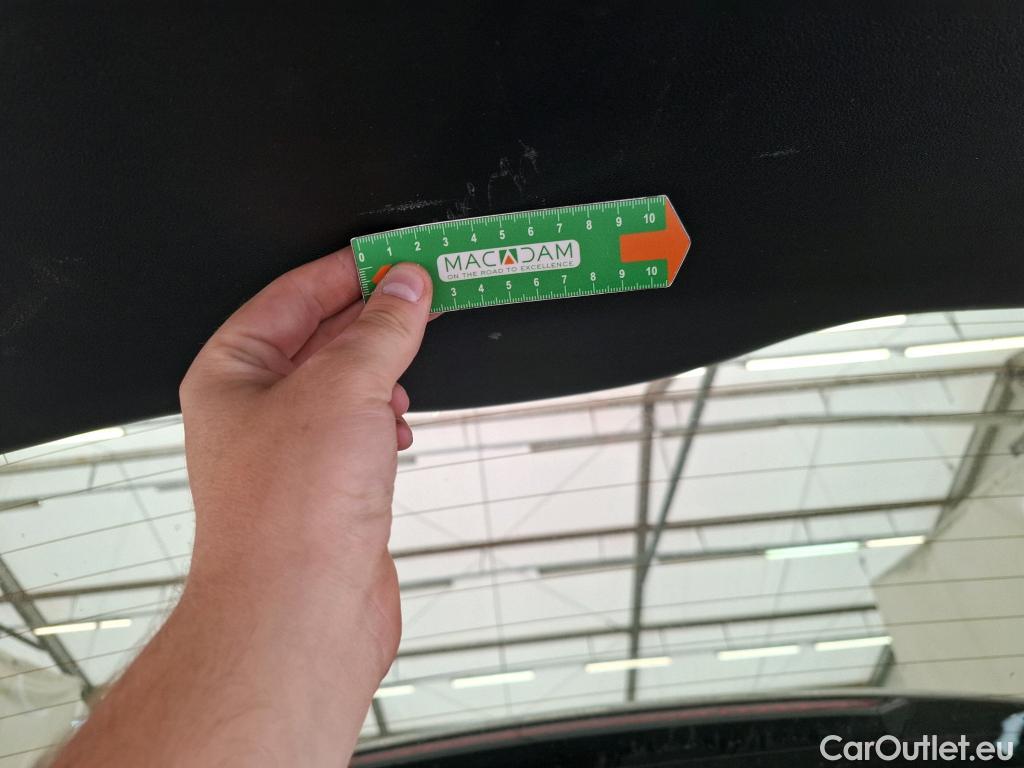 0 1 2 3 4 5 6 7 8 9 10
MACADAM
ON THE ROAD TO EXCELLENCE
3 4 5 6 7 8 9 10
CarOutlet.eu